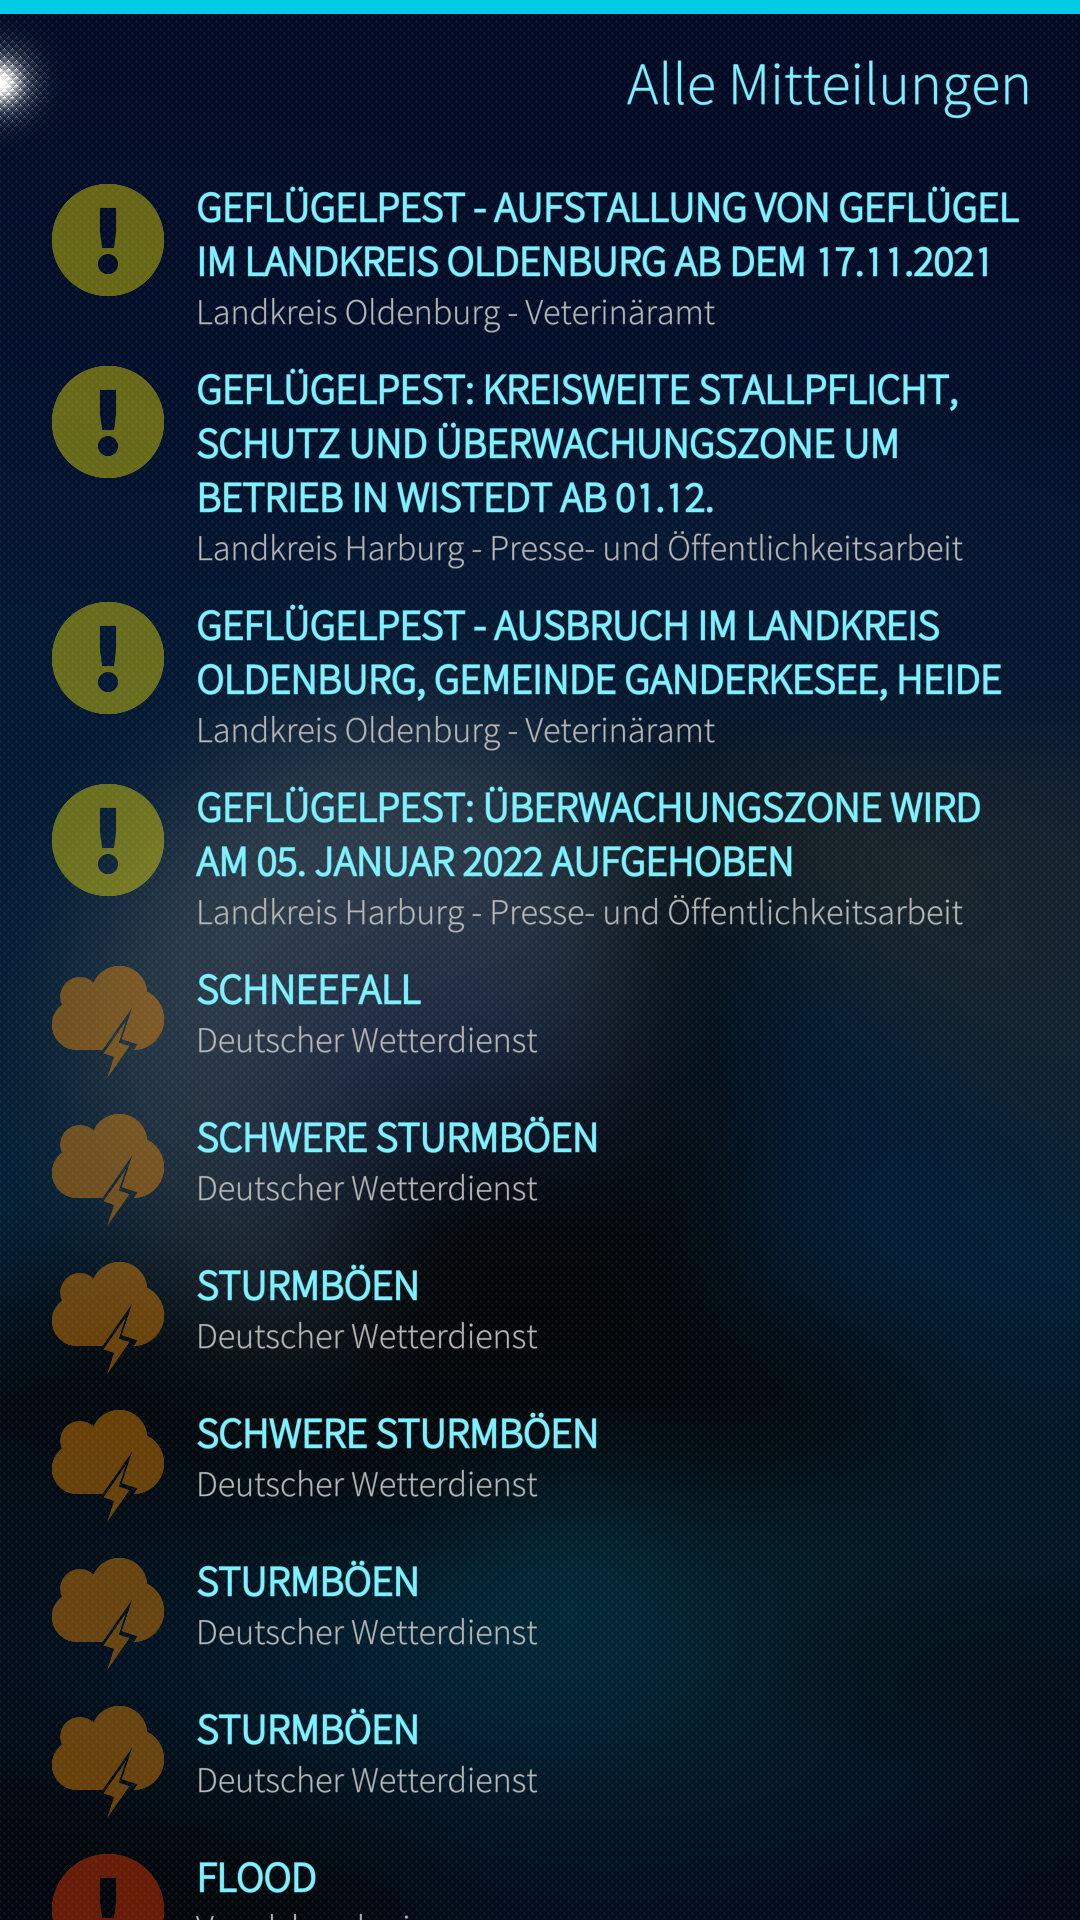 Alle Mitteilungen
GEFLÜGELPEST - AUFSTALLUNG VON GEFLÜGEL
IM LANDKREIS OLDENBURG AB DEM 17.11.2021
Landkreis Oldenburg - Veterinäramt
GEFLÜGELPEST: KREISWEITE STALLPFLICHT,
SCHUTZ UND ÜBERWACHUNGSZONE UM
BETRIEB IN WISTEDT AB 01.12.
Landkreis Harburg - Presse- und Öffentlichkeitsarbeit
GEFLÜGELPEST - AUSBRUCH IM LANDKREIS
OLDENBURG, GEMEINDE GANDERKESEE, HEIDE
Landkreis Oldenburg - Veterinäramt
GEFLÜGELPEST: ÜBERWACHUNGSZONE WIRD
AM 05. JANUAR 2022 AUFGEHOBEN
Landkreis Harburg - Presse- und Öffentlichkeitsarbeit
SCHNEEFALL
Deutscher Wetterdienst
SCHWERE STURMBÖEN
Deutscher Wetterdienst
STURMBÖEN
Deutscher Wetterdienst
SCHWERE STURMBÖEN
Deutscher Wetterdienst
STURMBÖEN
Deutscher Wetterdienst
STURMBÖEN
Deutscher Wetterdienst
FLOOD